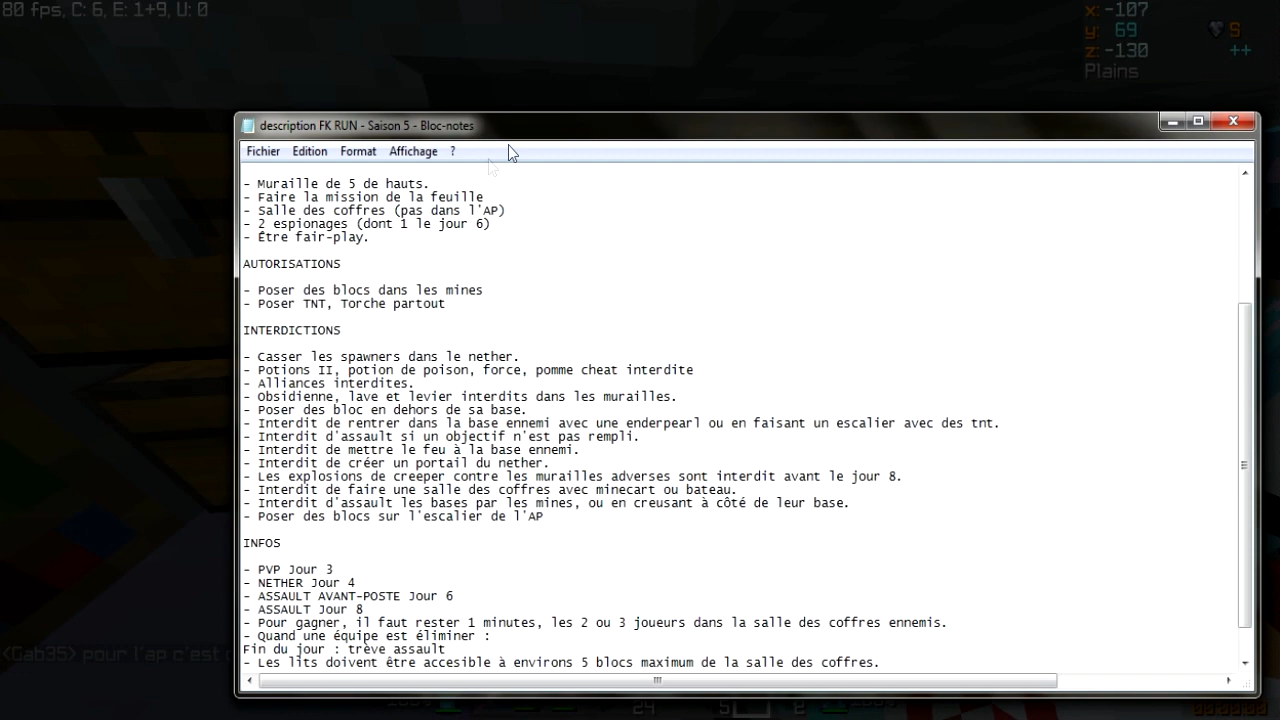 80 fps, C: 6, E: 1+9, U: 0
x: -107
y: 69
z: -130
Plains
S
++
description FK RUN - Saison 5 - Bloc-notes
Fichier Edition Format Affichage ?
- Muraille de 5 de hauts.
- Faire la mission de la feuille
- Salle des coffres (pas dans l'AP)
- 2 espionages (dont 1 le jour 6)
- Être fair-play.
AUTORISATIONS
- Poser des blocs dans les mines
- Poser TNT, Torche partout
INTERDICTIONS
- Casser les spawners dans le nether.
- Potions II, potion de poison, force, pomme cheat interdite
- Alliances interdites.
- Obsidienne, lave et levier interdits dans les murailles.
- Poser des bloc en dehors de sa base.
- Interdit de rentrer dans la base ennemi avec une enderpearl ou en faisant un escalier avec des tnt.
- Interdit d'assault si un objectif n'est pas rempli.
- Interdit de mettre le feu à la base ennemi.
- Interdit de créer un portail du nether.
- Les explosions de creeper contre les murailles adverses sont interdit avant le jour 8.
- Interdit de faire une salle des coffres avec minecart ou bateau.
- Interdit d'assault les bases par les mines, ou en creusant à côté de leur base.
- Poser des blocs sur l'escalier de l'AP
INFOS
- PVP Jour 3
- NETHER Jour 4
- ASSAULT AVANT-POSTE Jour 6
- ASSAULT Jour 8
- Pour gagner, il faut rester 1 minutes, les 2 ou 3 joueurs dans la salle des coffres ennemis.
- Quand une équipe est éliminer :
Fin du jour : trève assault
- Les lits doivent être accesible à environs 5 blocs maximum de la salle des coffres.
<Gab35> pour l'ap c'est
24